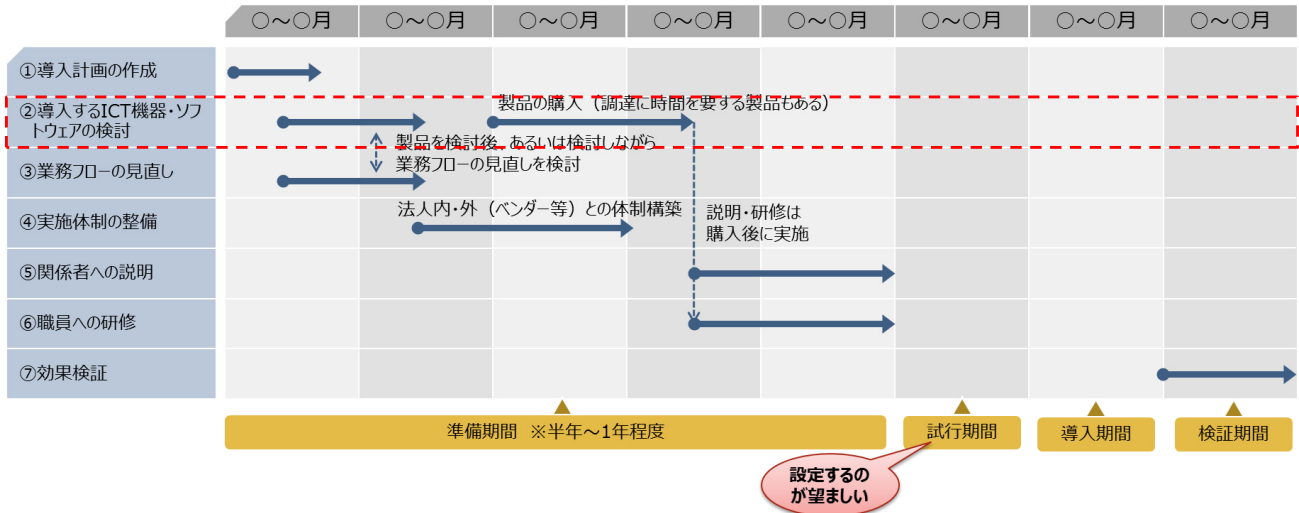 ○～○月 ○～○月 ○～○月 ○～○月 ○～○月 ○～○月 ○～○月 ○～○月
①導入計画の作成
②導入するICT機器・ソフ
トウェアの検討
製品の購入（調達に時間を要する製品もある）
製品を検討後、あるいは検討しながら
業務フローの見直しを検討
③業務フローの見直し
④実施体制の整備
法人内・外（ベンダー等）との体制構築
説明・研修は
購入後に実施
⑤関係者への説明
⑥職員への研修
⑦効果検証
準備期間 ※半年～1年程度
試行期間
導入期間
検証期間
設定するの
が望ましい